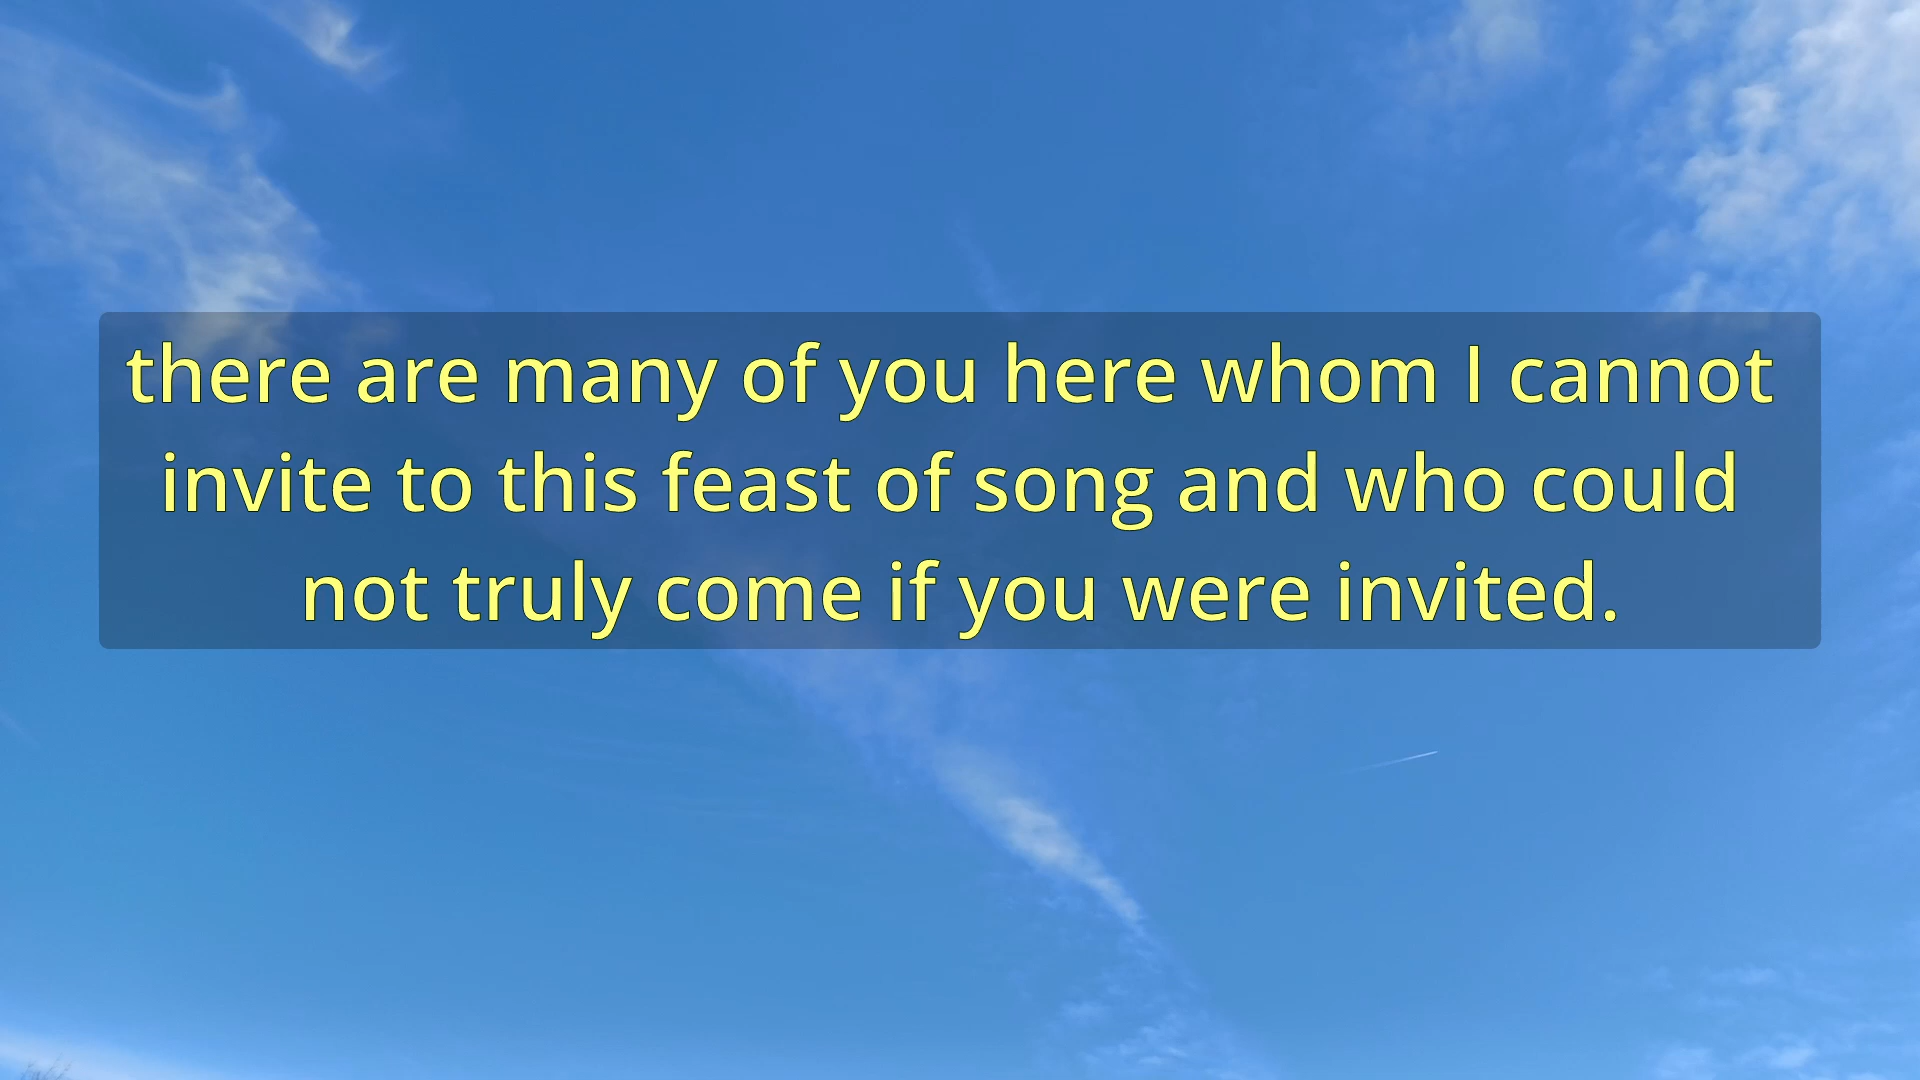 there are many of you here whom I cannot
invite to this feast of song and who could
not truly come if you were invited.